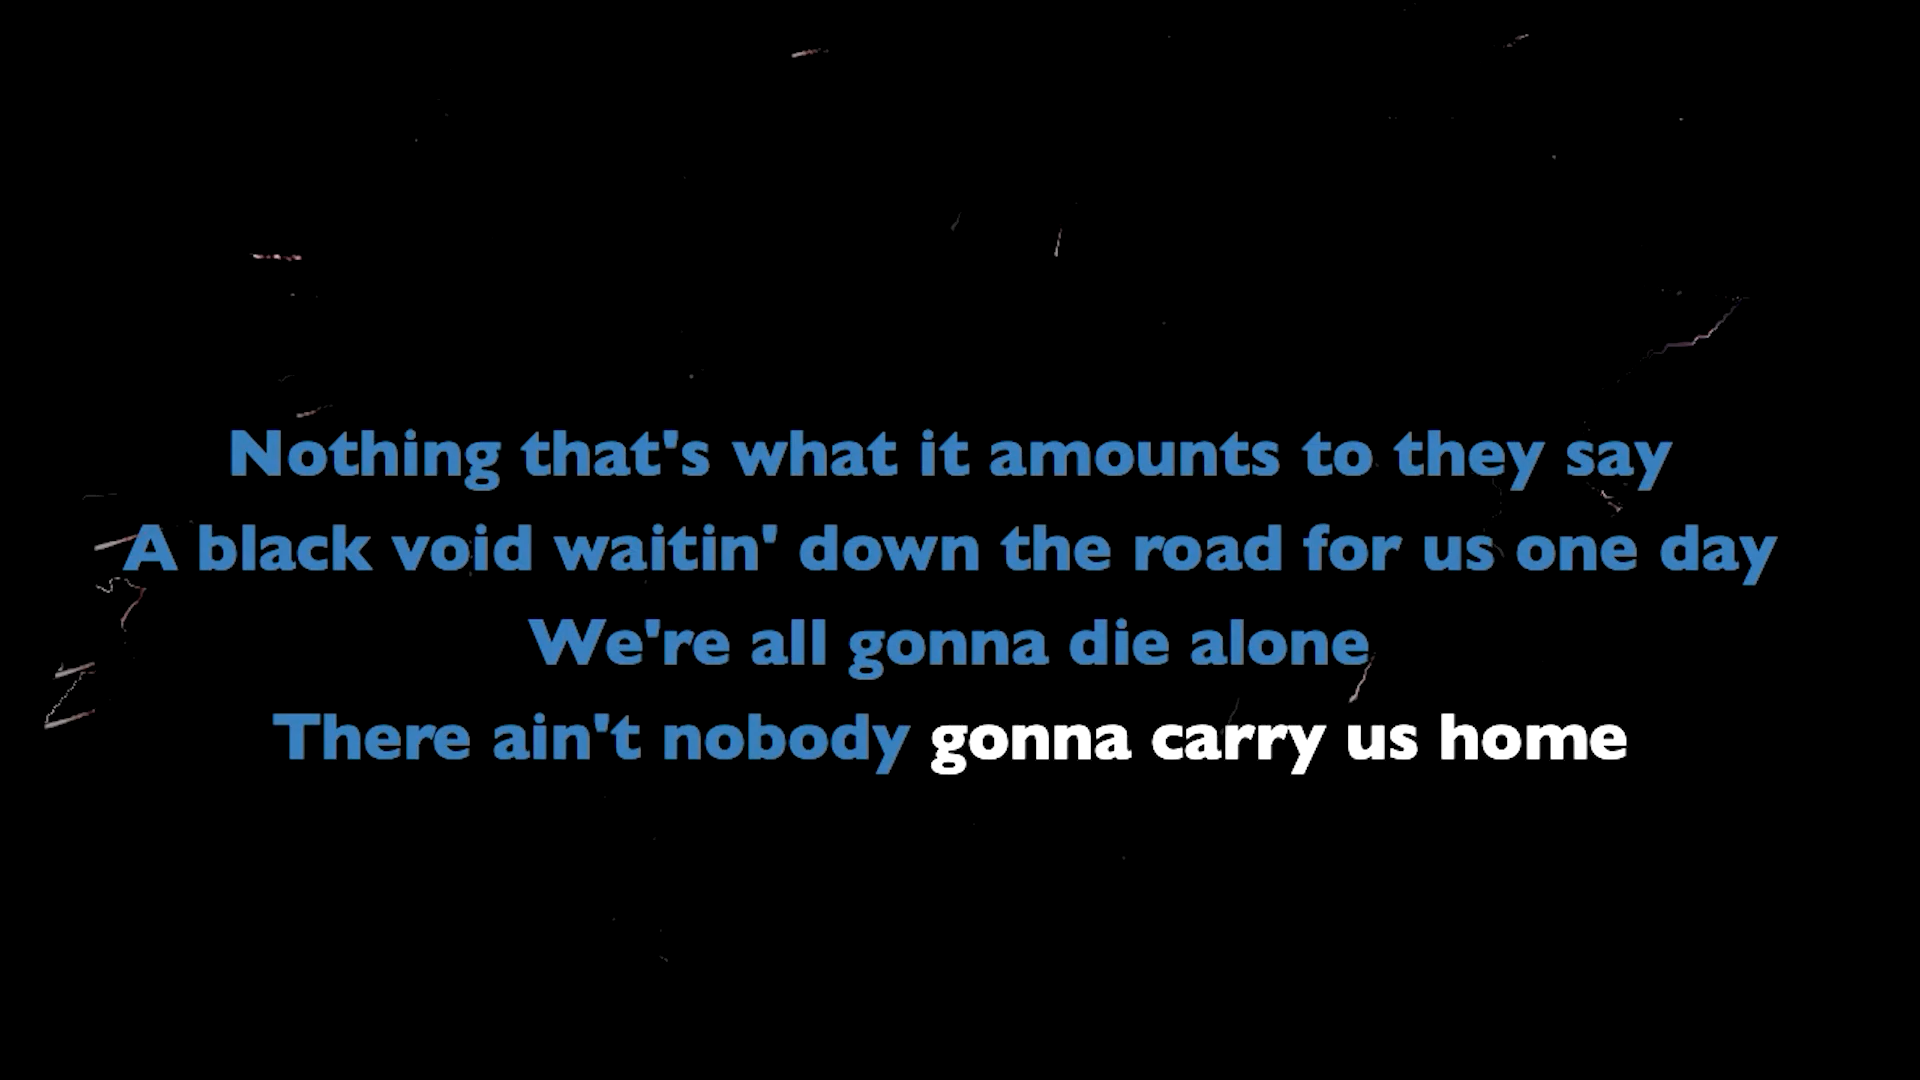 Nothing that's what it amounts to they say
A black void waitin' down the road for us one day
We're all gonna die alone
There ain't nobody gonna carry us home